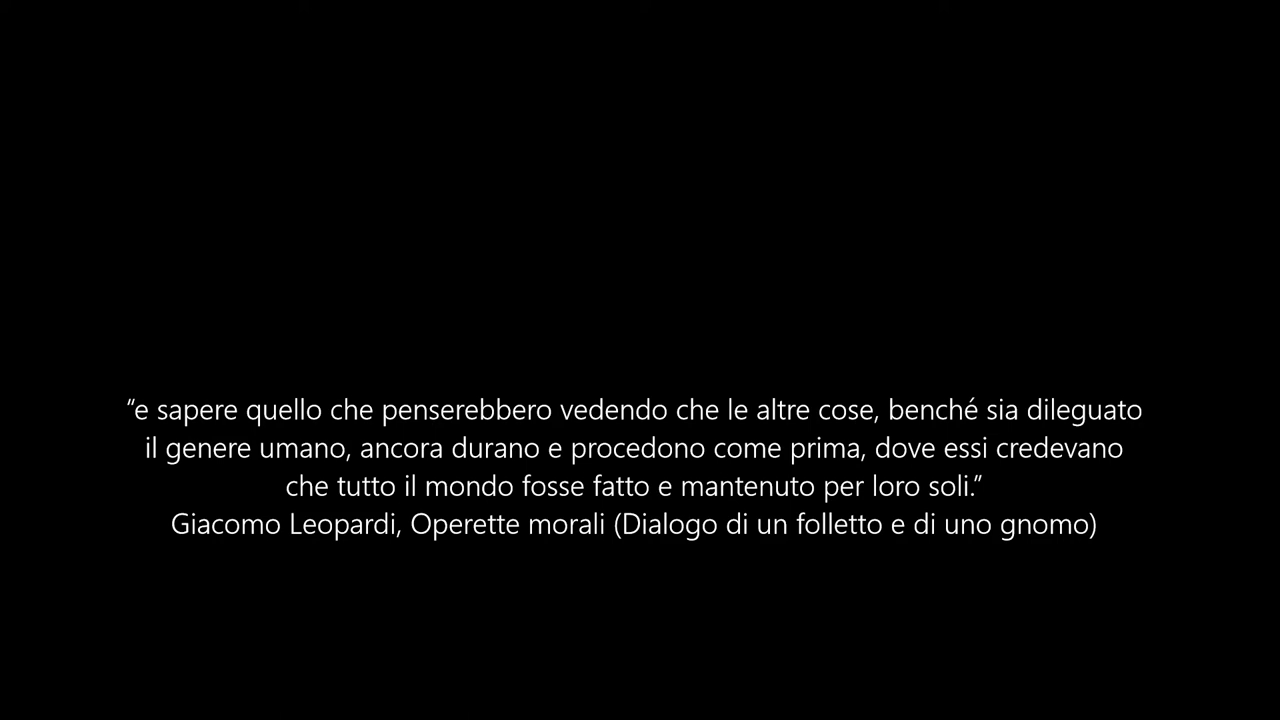 “e sapere quello che penserebbero vedendo che le altre cose, benché sia dileguato
il genere umano, ancora durano e procedono come prima, dove essi credevano
che tutto il mondo fosse fatto e mantenuto per loro soli.”
Giacomo Leopardi, Operette morali (Dialogo di un folletto e di uno gnomo)